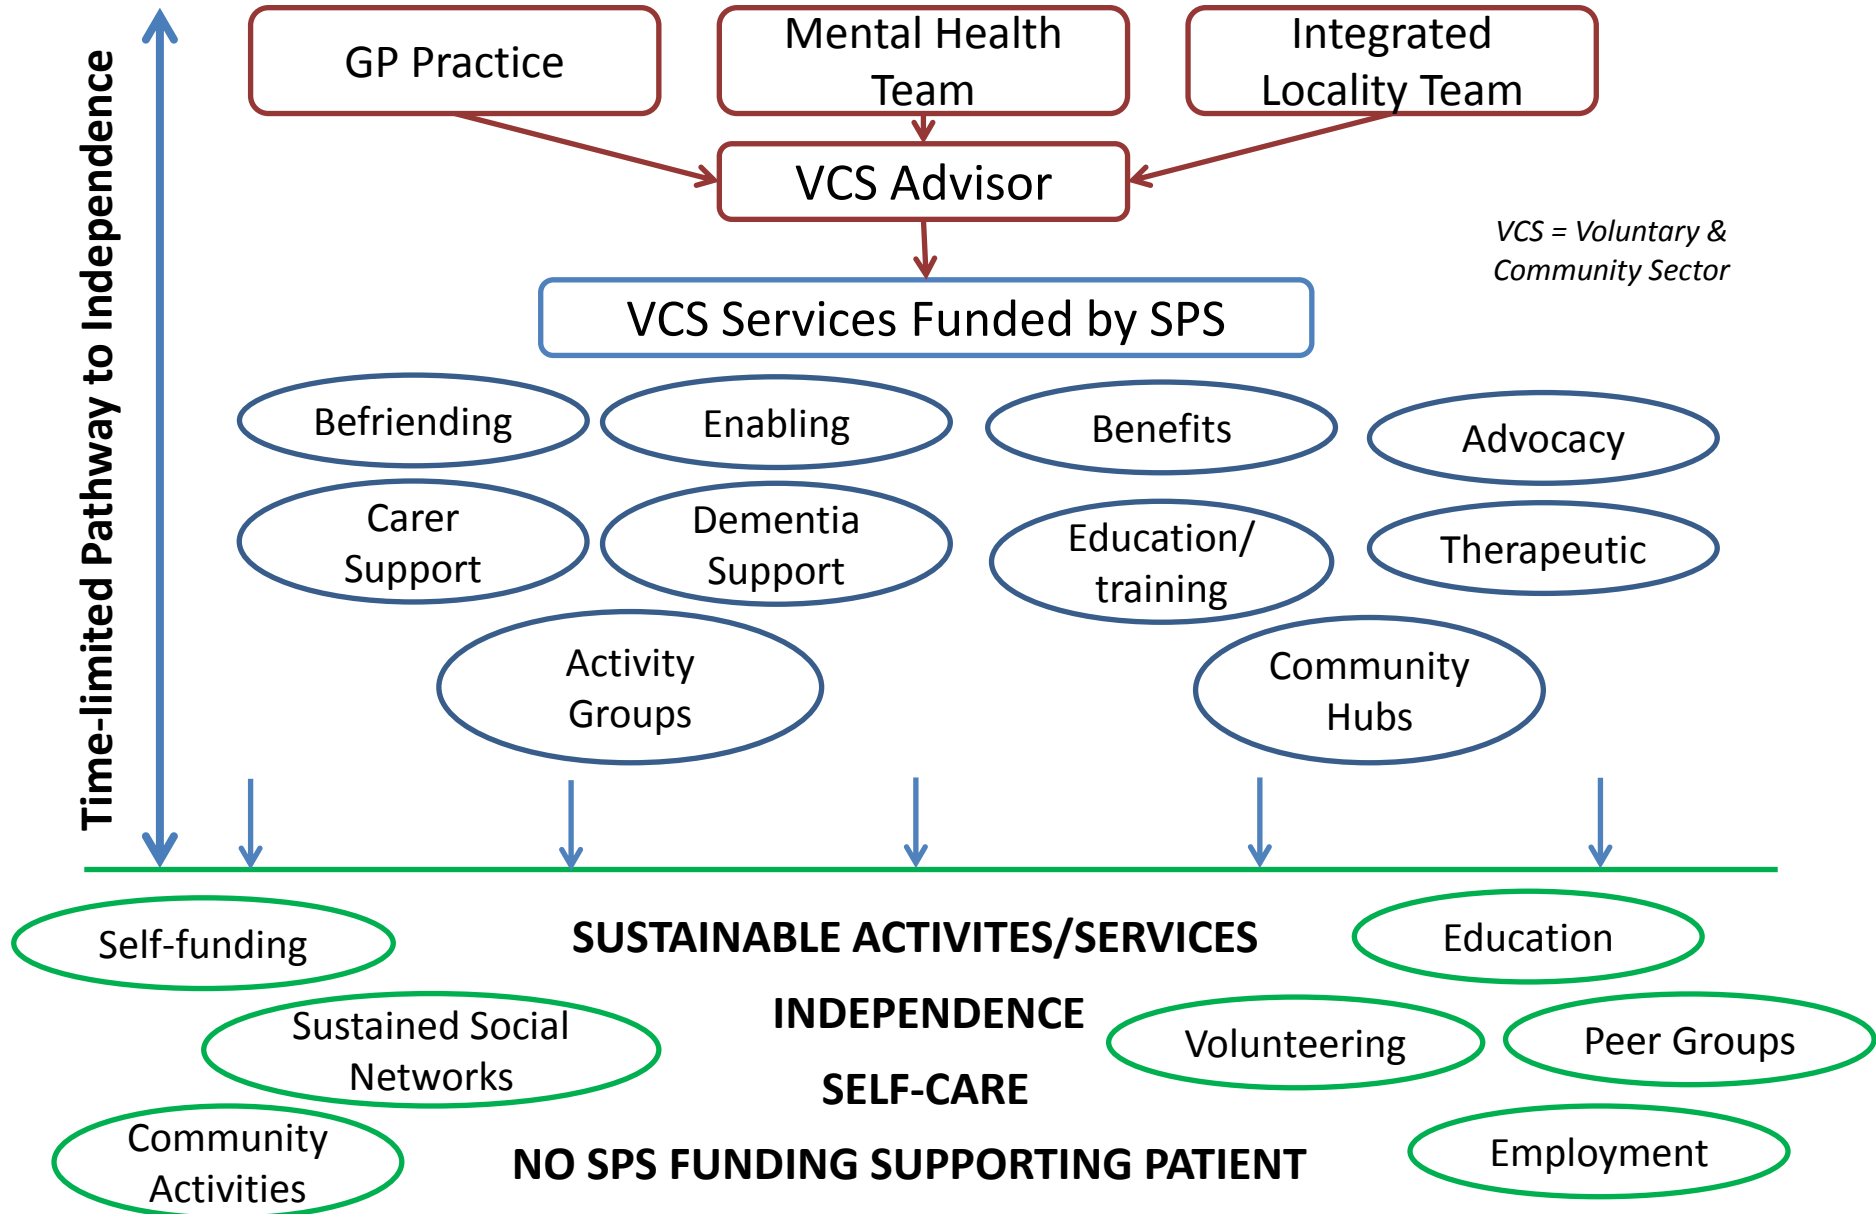 Time-limited Pathway to Independence
GP Practice
Mental Health
Team
Integrated
Locality Team
VCS Advisor
VCS = Voluntary &
Community Sector
VCS Services Funded by SPS
Befriending
Enabling
Benefits
Advocacy
Carer
Support
Dementia
Support
Education/
training
Therapeutic
Activity
Groups
Community
Hubs
Self-funding
SUSTAINABLE ACTIVITES/SERVICES
Education
Sustained Social
Networks
INDEPENDENCE
Volunteering
Peer Groups
SELF-CARE
Community
Activities
NO SPS FUNDING SUPPORTING PATIENT
Employment